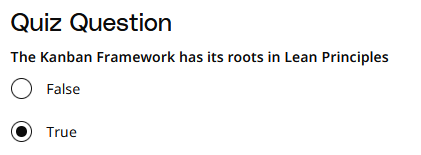 Quiz Question
The Kanban Framework has its roots in Lean Principles
False
True